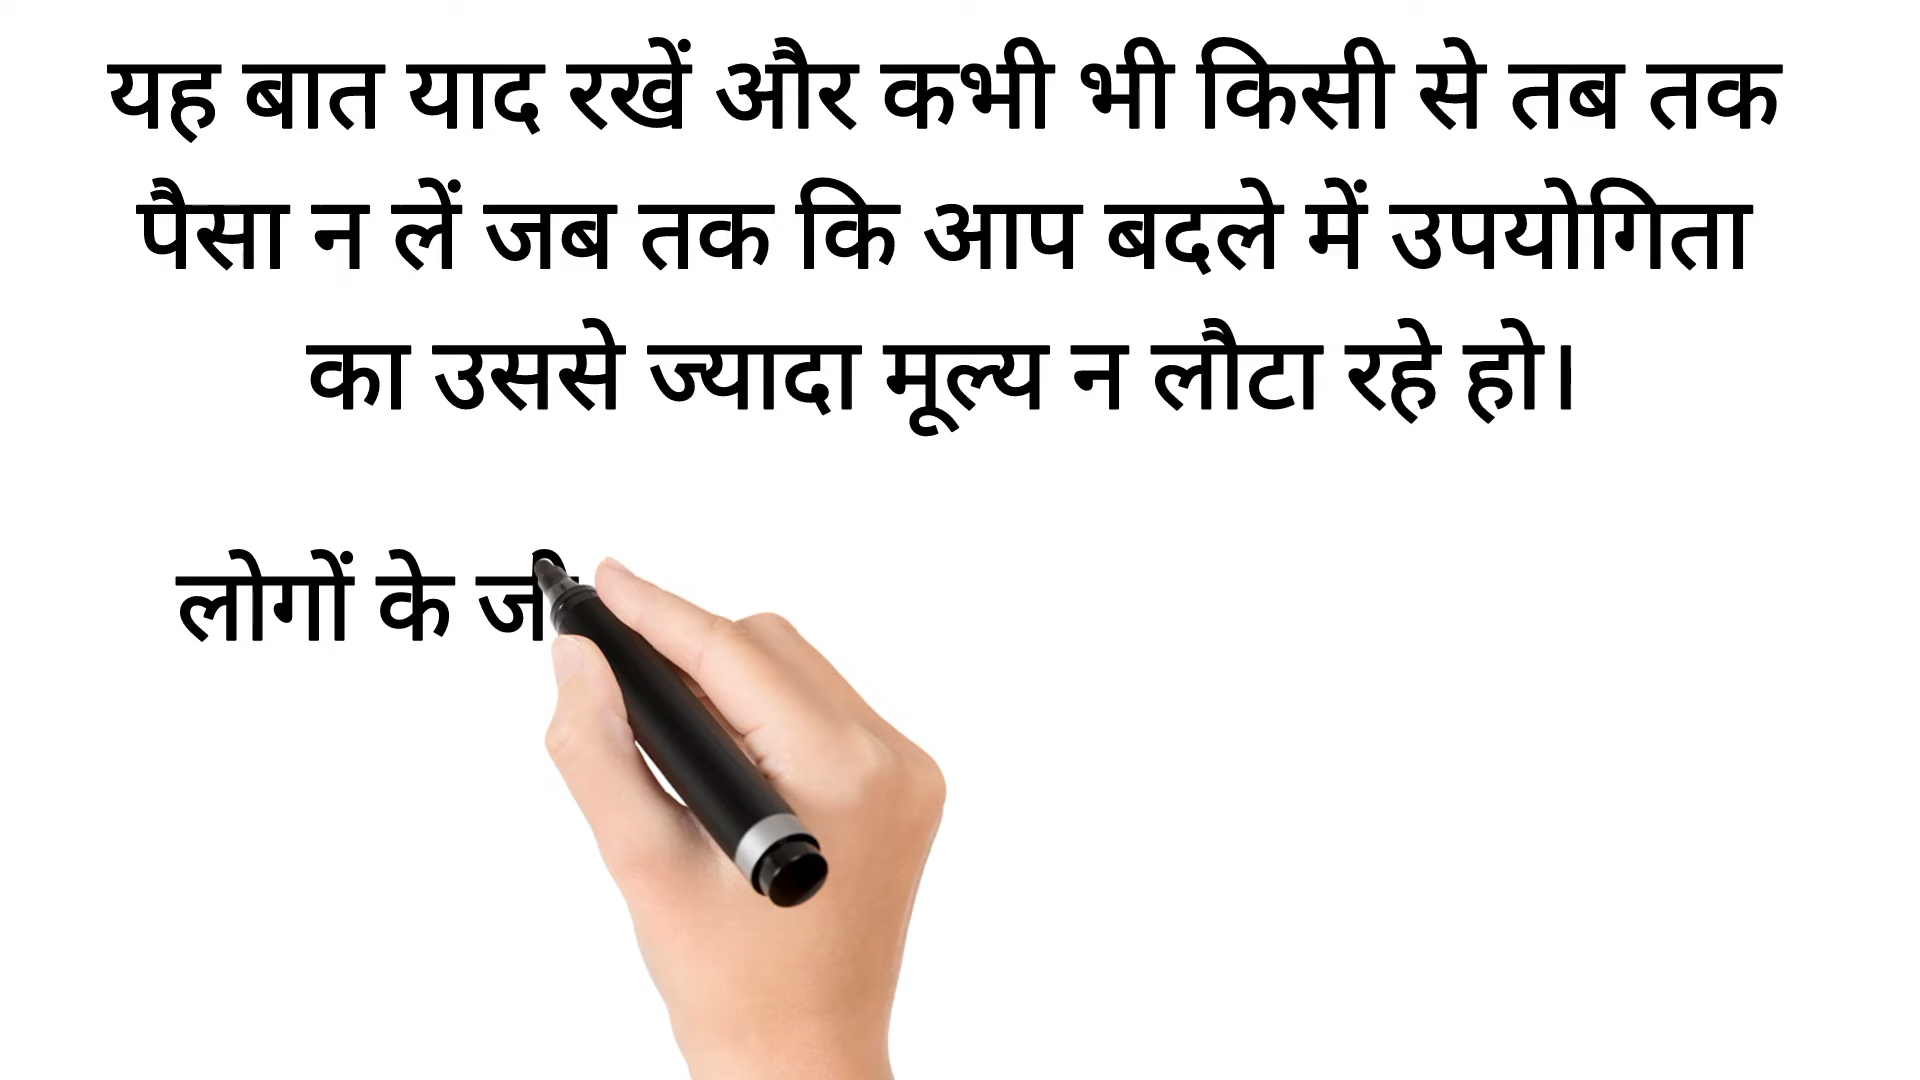 यह बात याद रखें और कभी भी किसी से तब तक
पैसा न लें जब तक कि आप बदले में उपयोगिता
का उससे ज्यादा मूल्य न लौटा रहे हो।
लोगों के